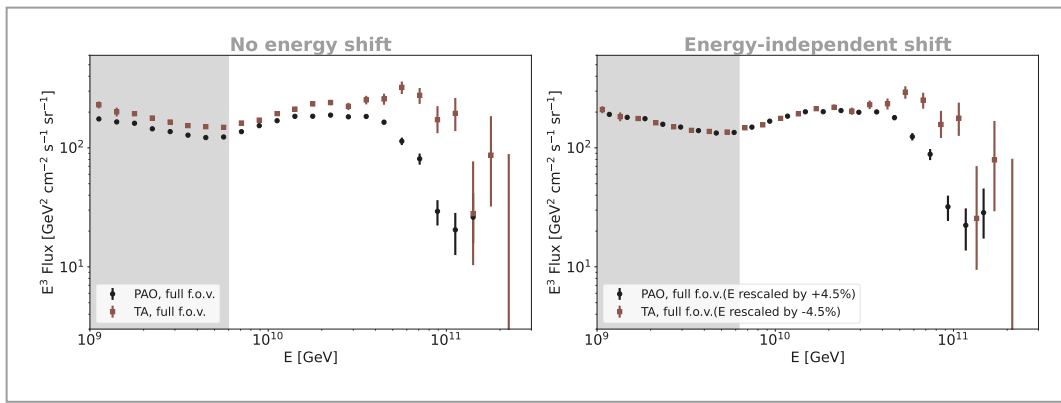 No energy shift
E³ Flux [GeV² cm⁻² s⁻¹ sr⁻¹]
10²
10¹
PAO, full f.o.v.
TA, full f.o.v.
10⁹
10¹⁰
10¹¹
E [GeV]
Energy-independent shift
E³ Flux [GeV² cm⁻² s⁻¹ sr⁻¹]
10²
10¹
PAO, full f.o.v.(E rescaled by +4.5%)
TA, full f.o.v.(E rescaled by -4.5%)
10⁹
10¹⁰
10¹¹
E [GeV]